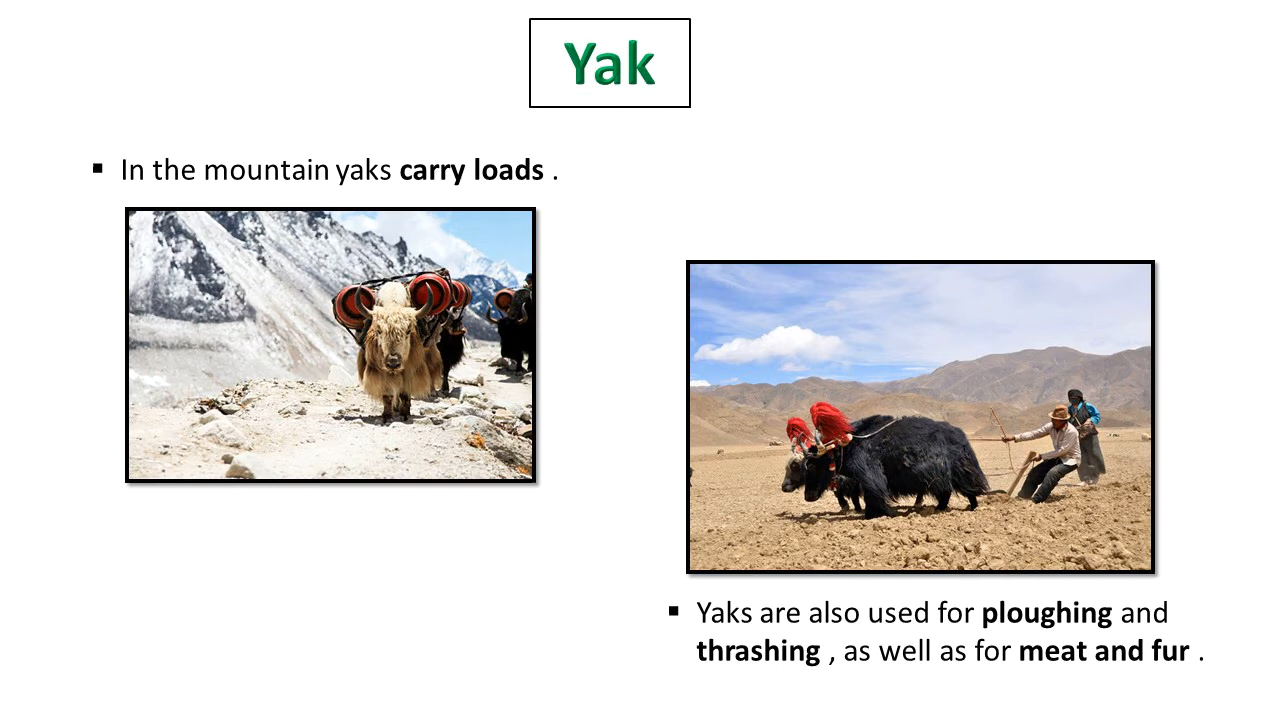 Yak
▪ In the mountain yaks carry loads .
▪ Yaks are also used for ploughing and
thrashing , as well as for meat and fur .